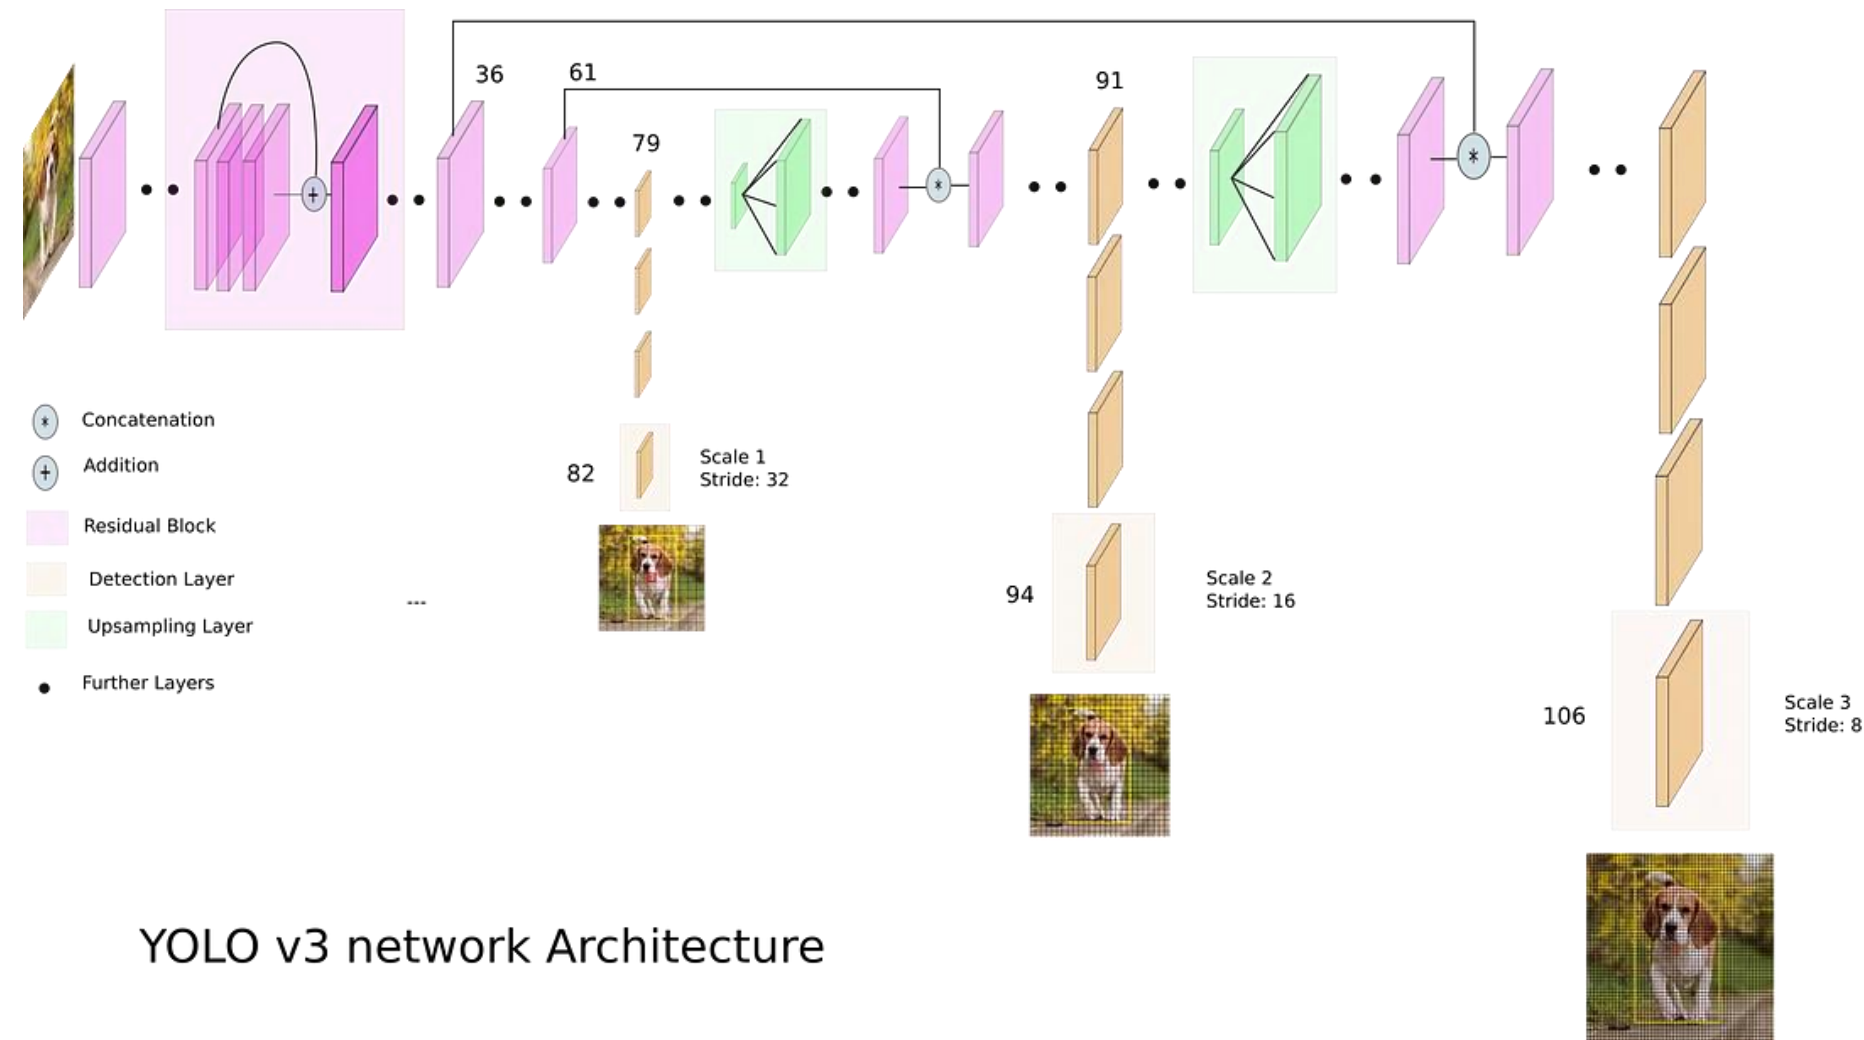 36
61
79
91
*
*
+
*
Concatenation
+
Addition
Residual Block
Detection Layer
Upsampling Layer
Further Layers
---
82
Scale 1
Stride: 32
94
Scale 2
Stride: 16
106
Scale 3
Stride: 8
YOLO v3 network Architecture